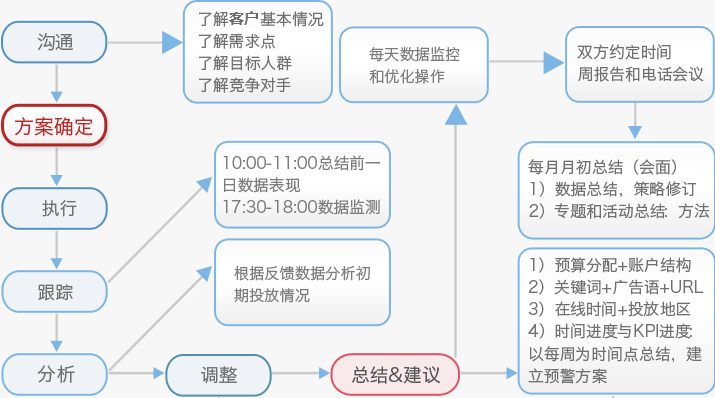 沟通
了解客户基本情况
了解需求点
了解目标人群
了解竞争对手
每天数据监控
和优化操作
双方约定时间
周报告和电话会议
方案确定
10:00-11:00总结前一
日数据表现
17:30-18:00数据监测
每月月初总结（会面）
1）数据总结，策略修订
2）专题和活动总结：方法
执行
跟踪
根据反馈数据分析初
期投放情况
1）预算分配+账户结构
2）关键词+广告语+URL
3）在线时间+投放地区
4）时间进度与KPI进度:
以每周为时间点总结，建
立预警方案
分析
调整
总结&建议